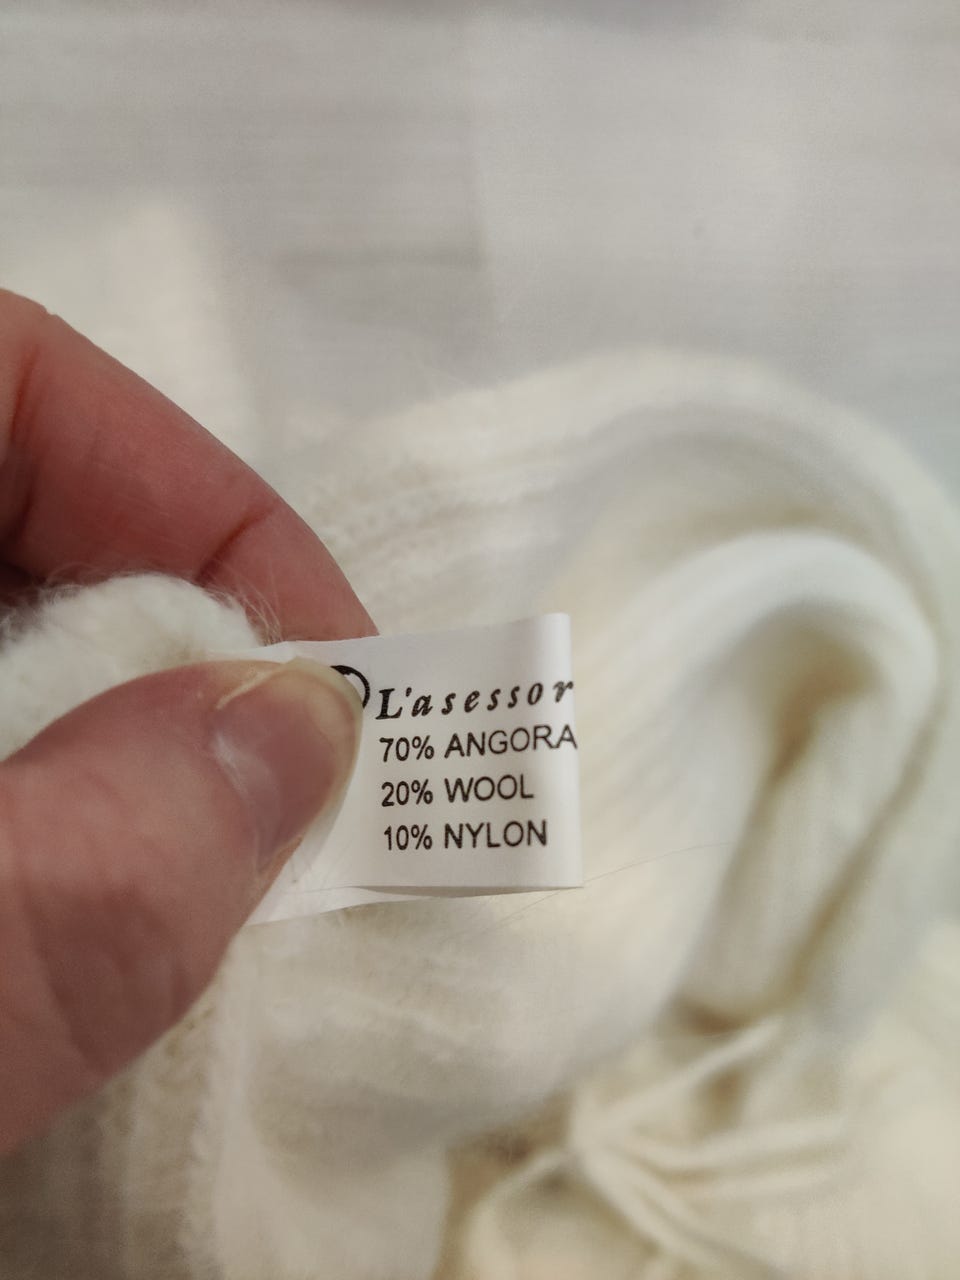 L'asessor
70% ANGORA
20% WOOL
10% NYLON